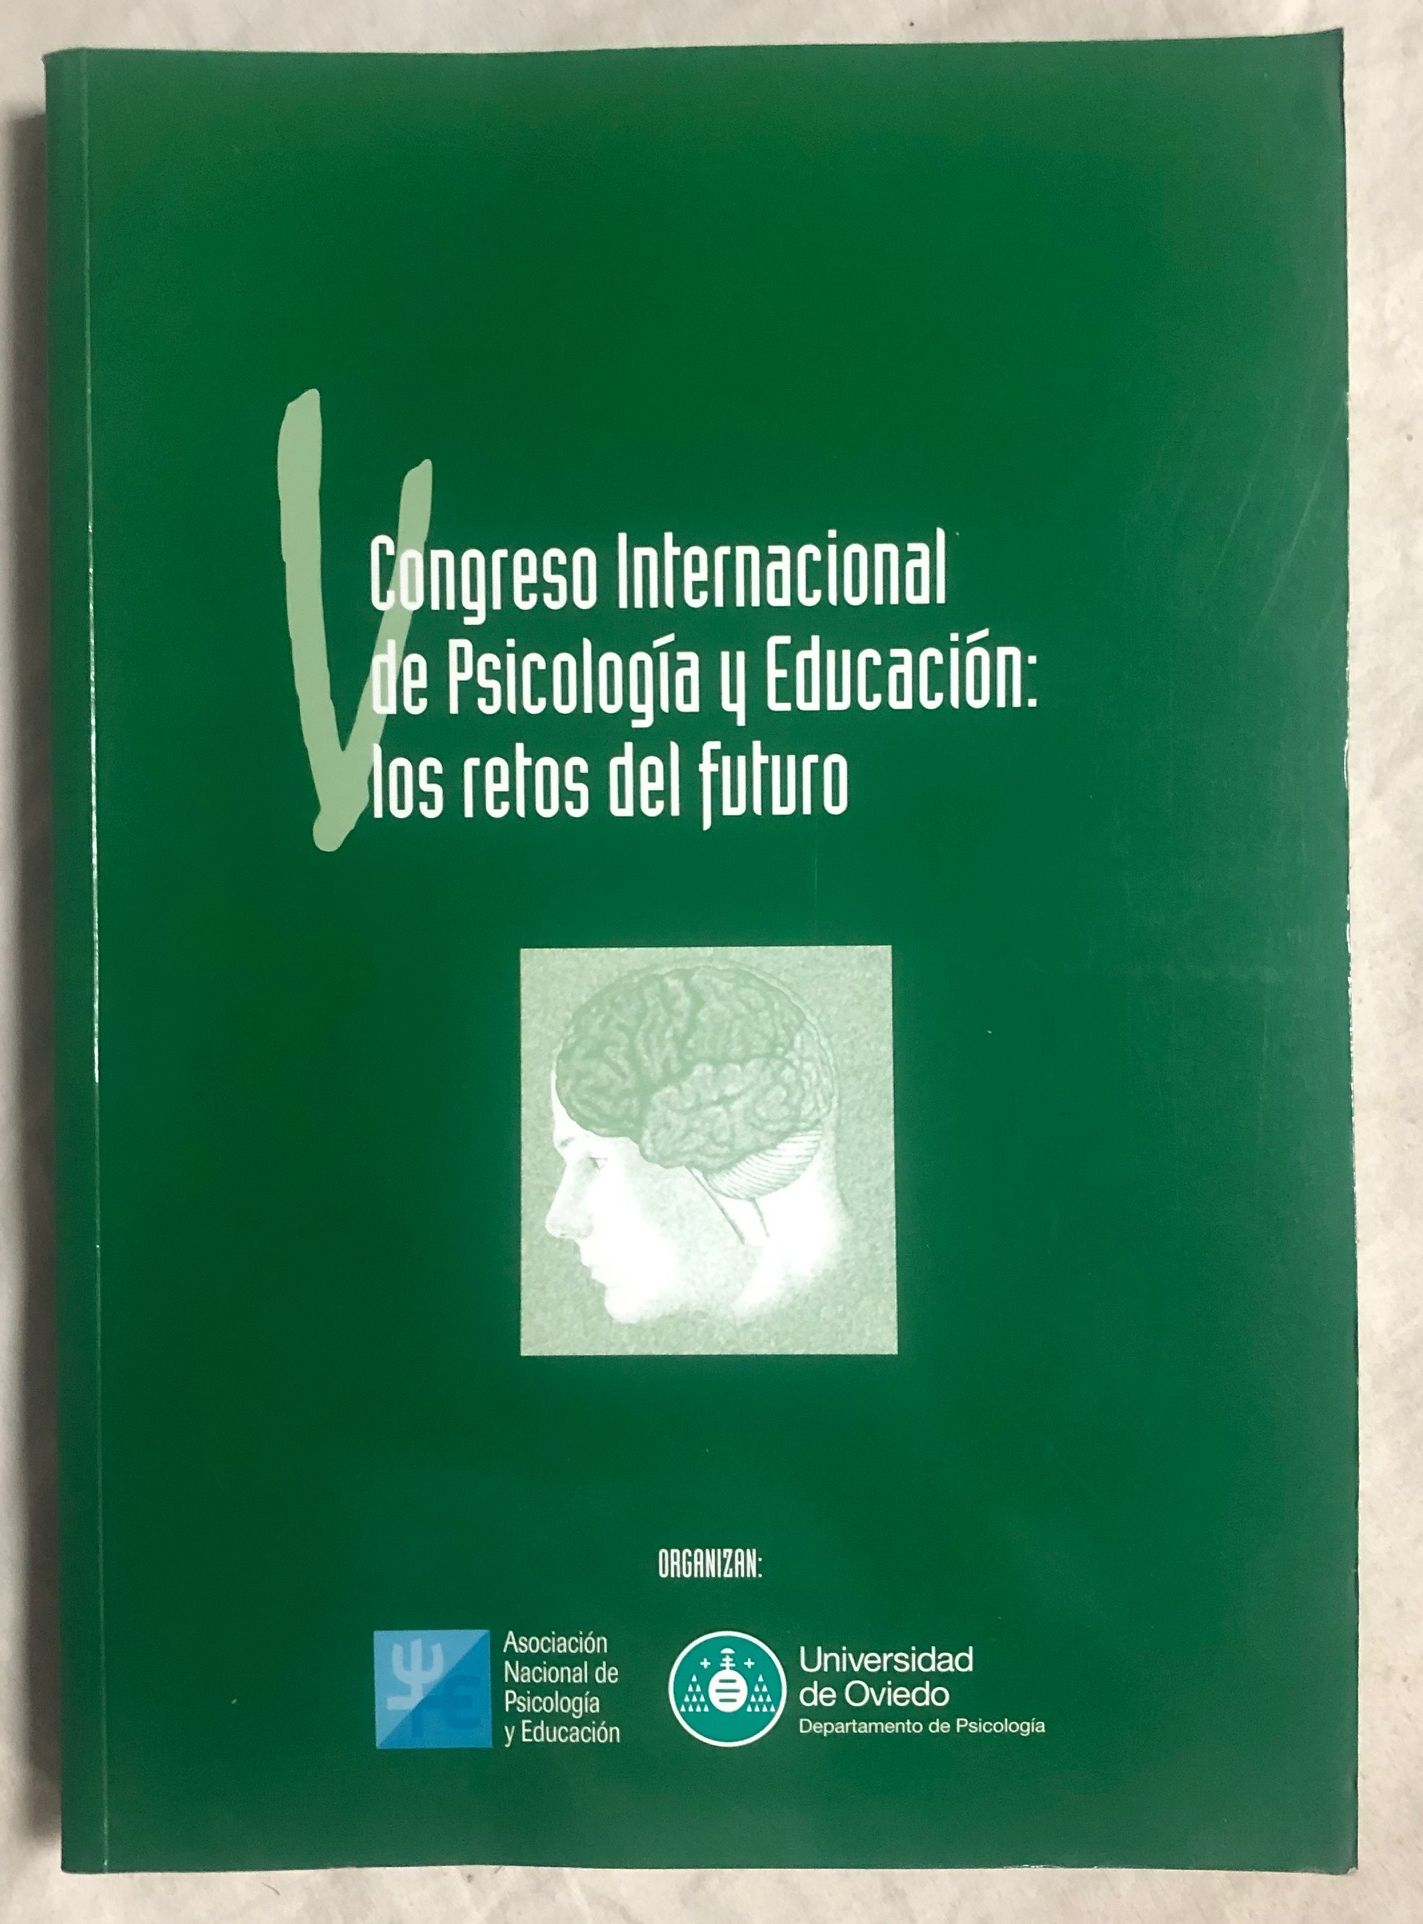 V
Congreso Internacional
de Psicología y Educación:
los retos del futuro
ORGANIZAN:
Asociación
Nacional de
Psicología
y Educación
Universidad
de Oviedo
Departamento de Psicología